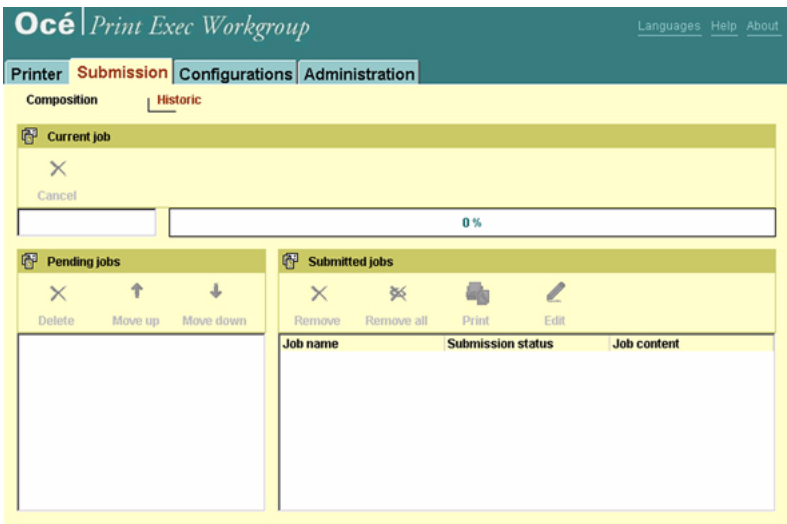 Océ Print Exec Workgroup
Languages Help About
Printer Submission Configurations Administration
Composition Historic
Current job
Cancel
0 %
Pending jobs
Delete Move up Move down
Submitted jobs
Remove Remove all Print Edit
Job name Submission status Job content